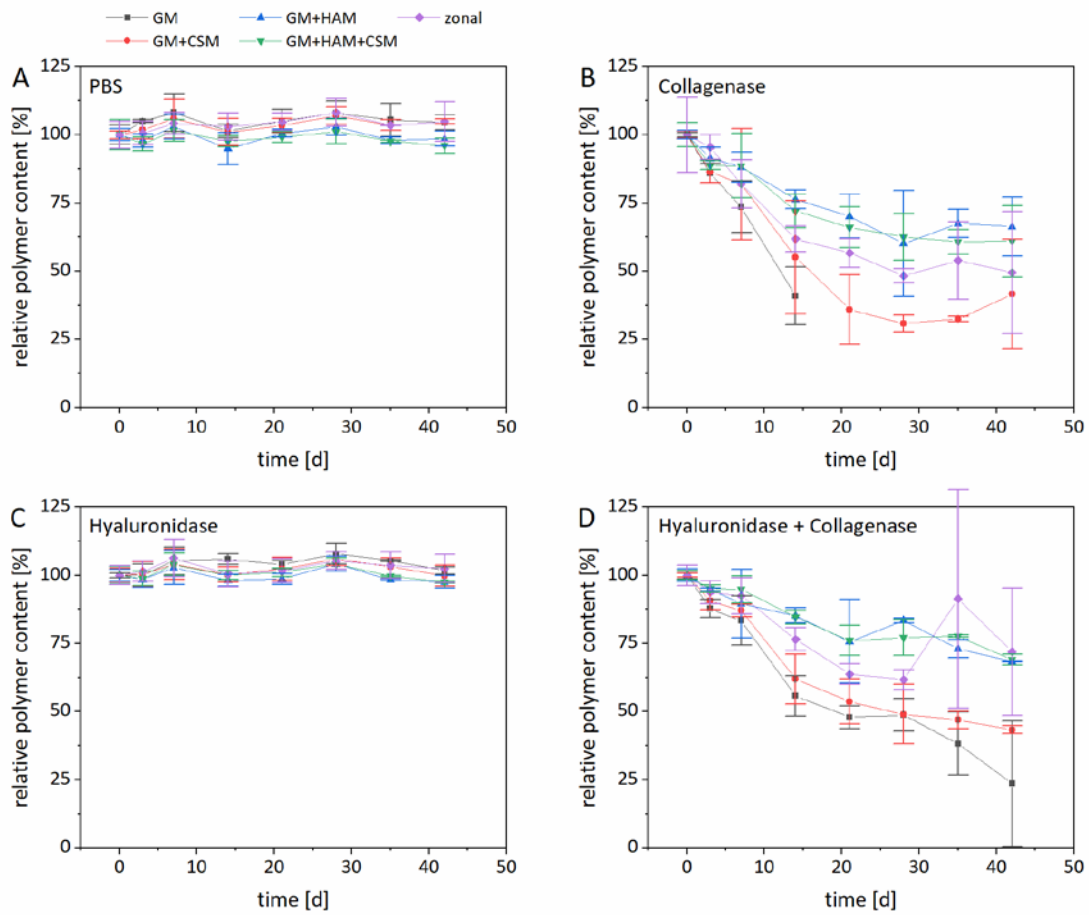 GM GM+HAM zonal
GM+CSM GM+HAM+CSM
A B
PBS Collagenase
relative polymer content [%] relative polymer content [%]
125 125
100 100
75 75
50 50
25 25
0 0
0 10 20 30 40 50 0 10 20 30 40 50
time [d] time [d]
C D
Hyaluronidase Hyaluronidase + Collagenase
relative polymer content [%] relative polymer content [%]
125 125
100 100
75 75
50 50
25 25
0 0
0 10 20 30 40 50 0 10 20 30 40 50
time [d] time [d]